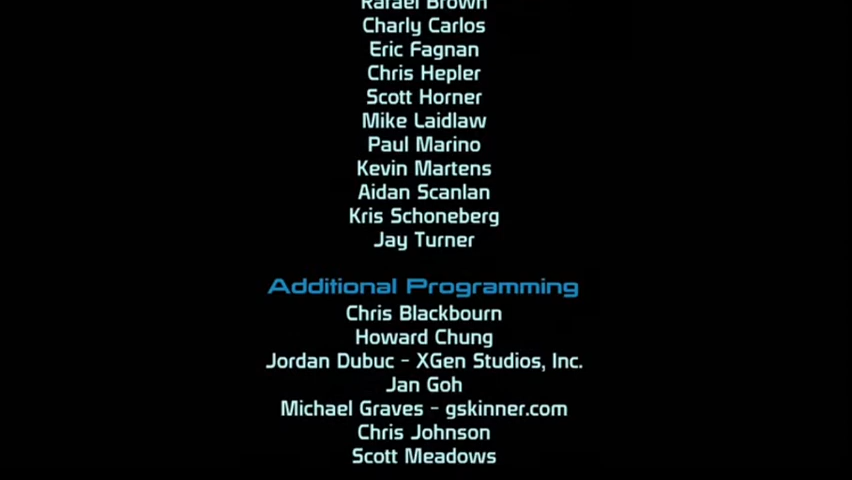 Rafael Brown
Charly Carlos
Eric Fagnan
Chris Hepler
Scott Horner
Mike Laidlaw
Paul Marino
Kevin Martens
Aidan Scanlan
Kris Schoneberg
Jay Turner
Additional Programming
Chris Blackbourn
Howard Chung
Jordan Dubuc - XGen Studios, Inc.
Jan Goh
Michael Graves - gskinner.com
Chris Johnson
Scott Meadows